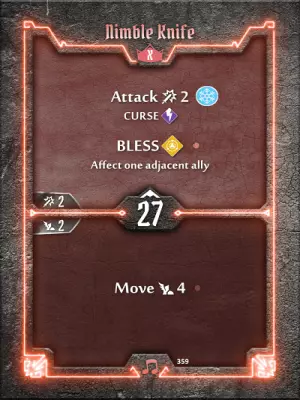 Nimble Knife
X
Attack 2
CURSE
BLESS
Affect one adjacent ally
2
27
2
Move 4
359